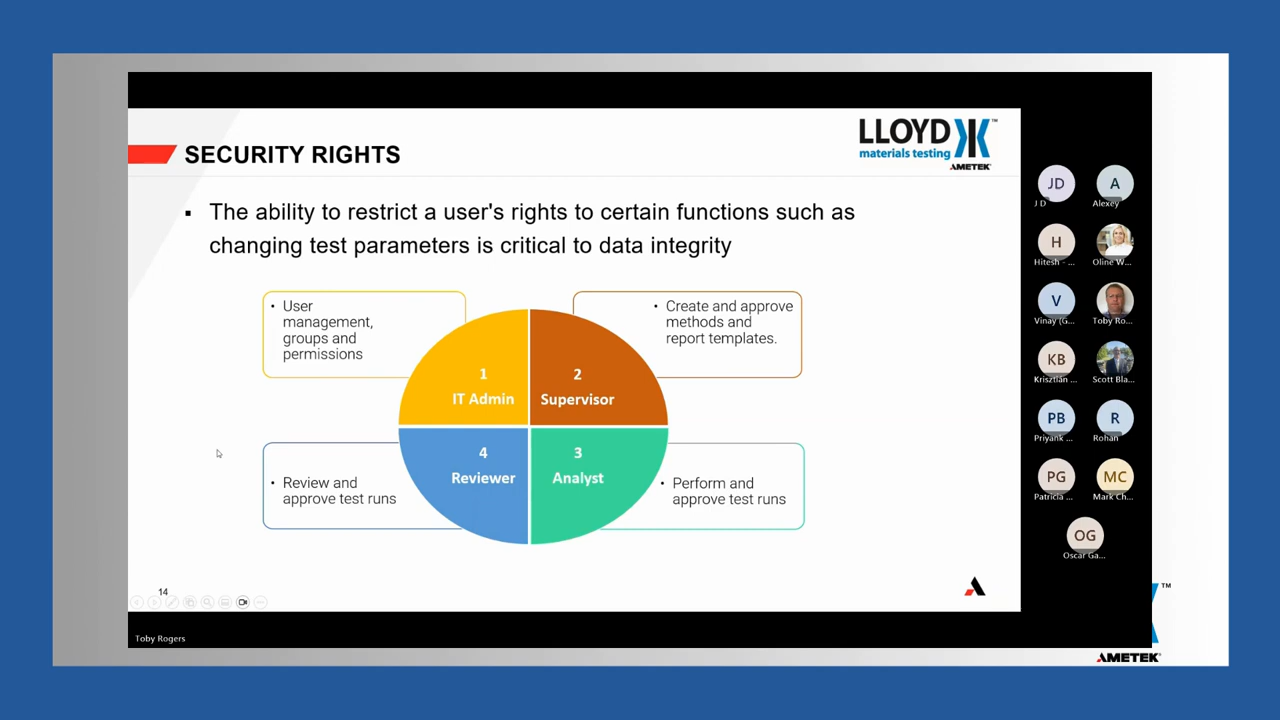 SECURITY RIGHTS
LLOYD
™
materials testing
AMETEK®
▪ The ability to restrict a user's rights to certain functions such as
changing test parameters is critical to data integrity
• User
management,
groups and
permissions
• Create and approve
methods and
report templates.
1
IT Admin
2
Supervisor
4
Reviewer
3
Analyst
• Review and
approve test runs
• Perform and
approve test runs
14
JD
J D
A
Alexey
H
Hitesh - ...
Oline W...
V
Vinay (G...
Toby Ro...
KB
Krisztián ...
Scott Bla...
PB
Priyank ...
R
Rohan
PG
Patricia ...
MC
Mark Ch...
OG
Oscar Ga...
Toby Rogers
™
AMETEK®